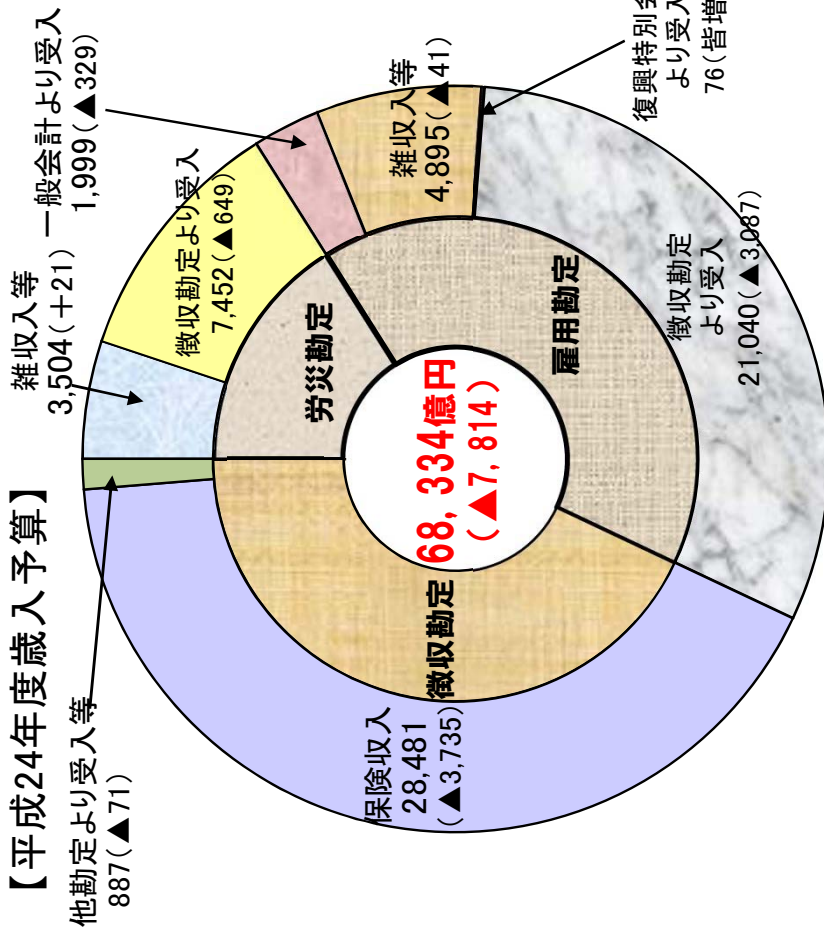 【平成24年度歳入予算】
他勘定より受入等
887(▲71)
雑収入等
3,504(+21)
一般会計より受入
1,999(▲329)
徴収勘定より受入
7,452(▲649)
雑収入等
4,895(▲41)
復興特別会
より受入
76(皆増
徴収勘定
より受入
21,040(▲3,087)
保険収入
28,481
(▲3,735)
労災勘定
雇用勘定
徴収勘定
68,334億円
(▲7,814)